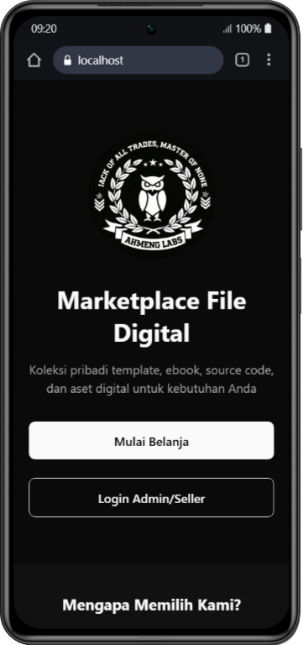 09:20
100%
localhost
1
JACK OF ALL TRADES, MASTER OF NONE
AHMENG LABS
Marketplace File
Digital
Koleksi pribadi template, ebook, source code,
dan aset digital untuk kebutuhan Anda
Mulai Belanja
Login Admin/Seller
Mengapa Memilih Kami?